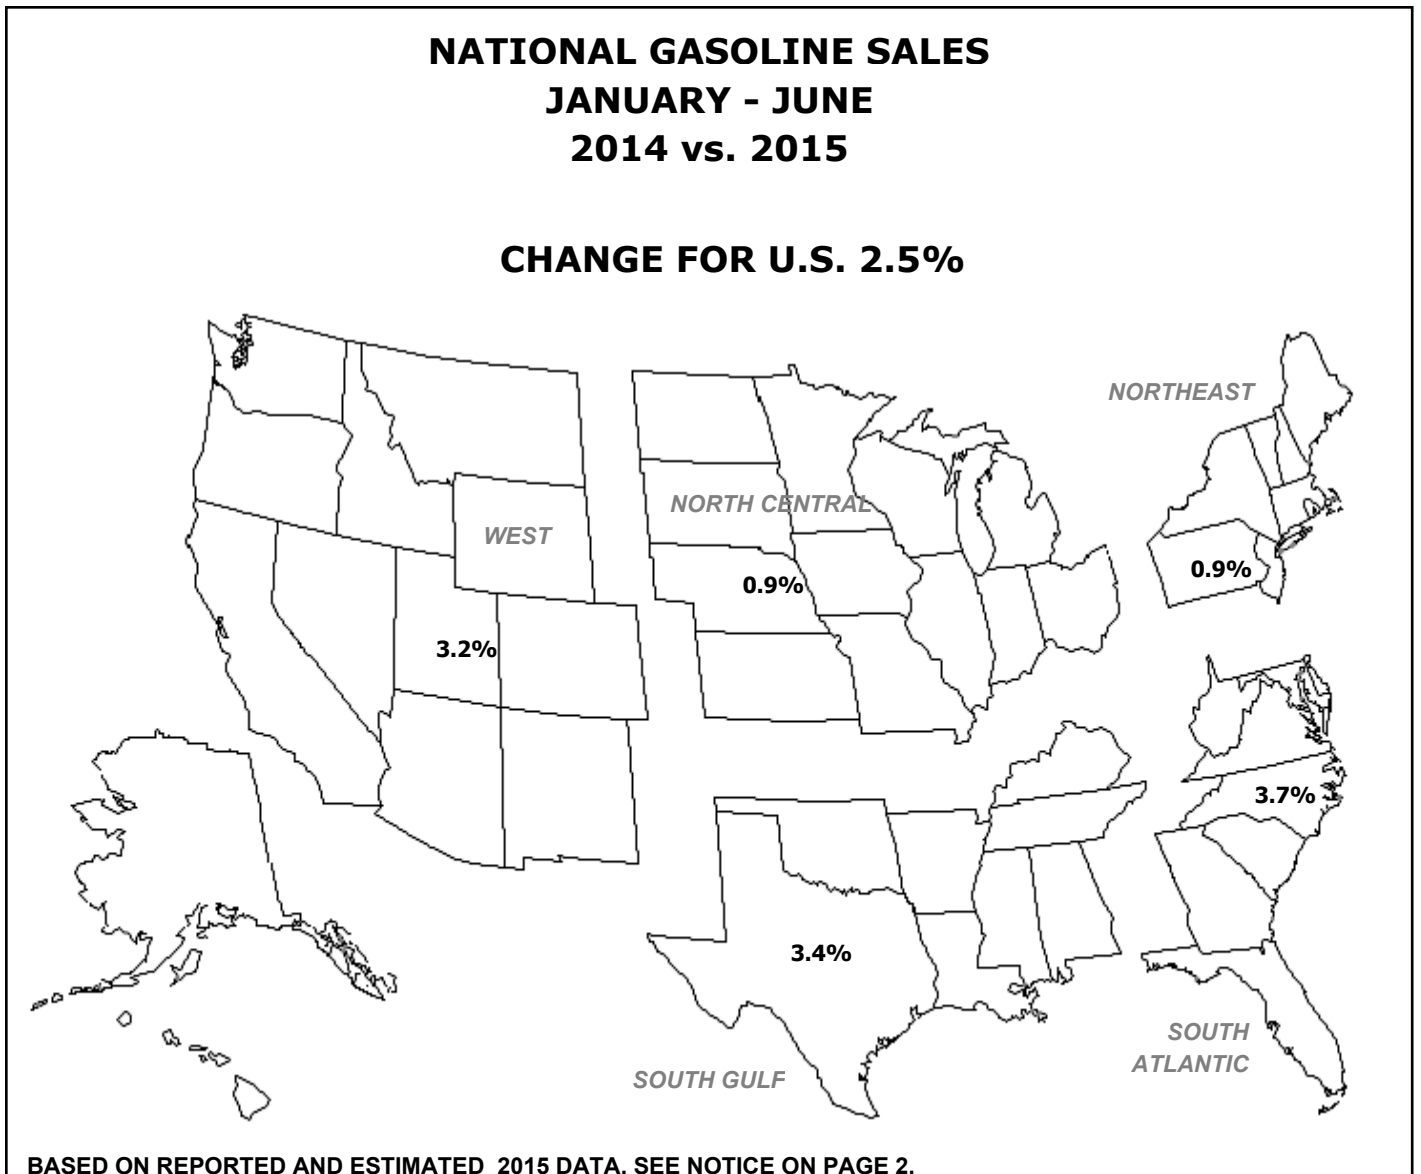 NATIONAL GASOLINE SALES
JANUARY - JUNE
2014 vs. 2015
CHANGE FOR U.S. 2.5%
NORTHEAST
NORTH CENTRAL
WEST
0.9%
0.9%
3.2%
3.7%
3.4%
SOUTH
ATLANTIC
SOUTH GULF
BASED ON REPORTED AND ESTIMATED  2015 DATA. SEE NOTICE ON PAGE 2.